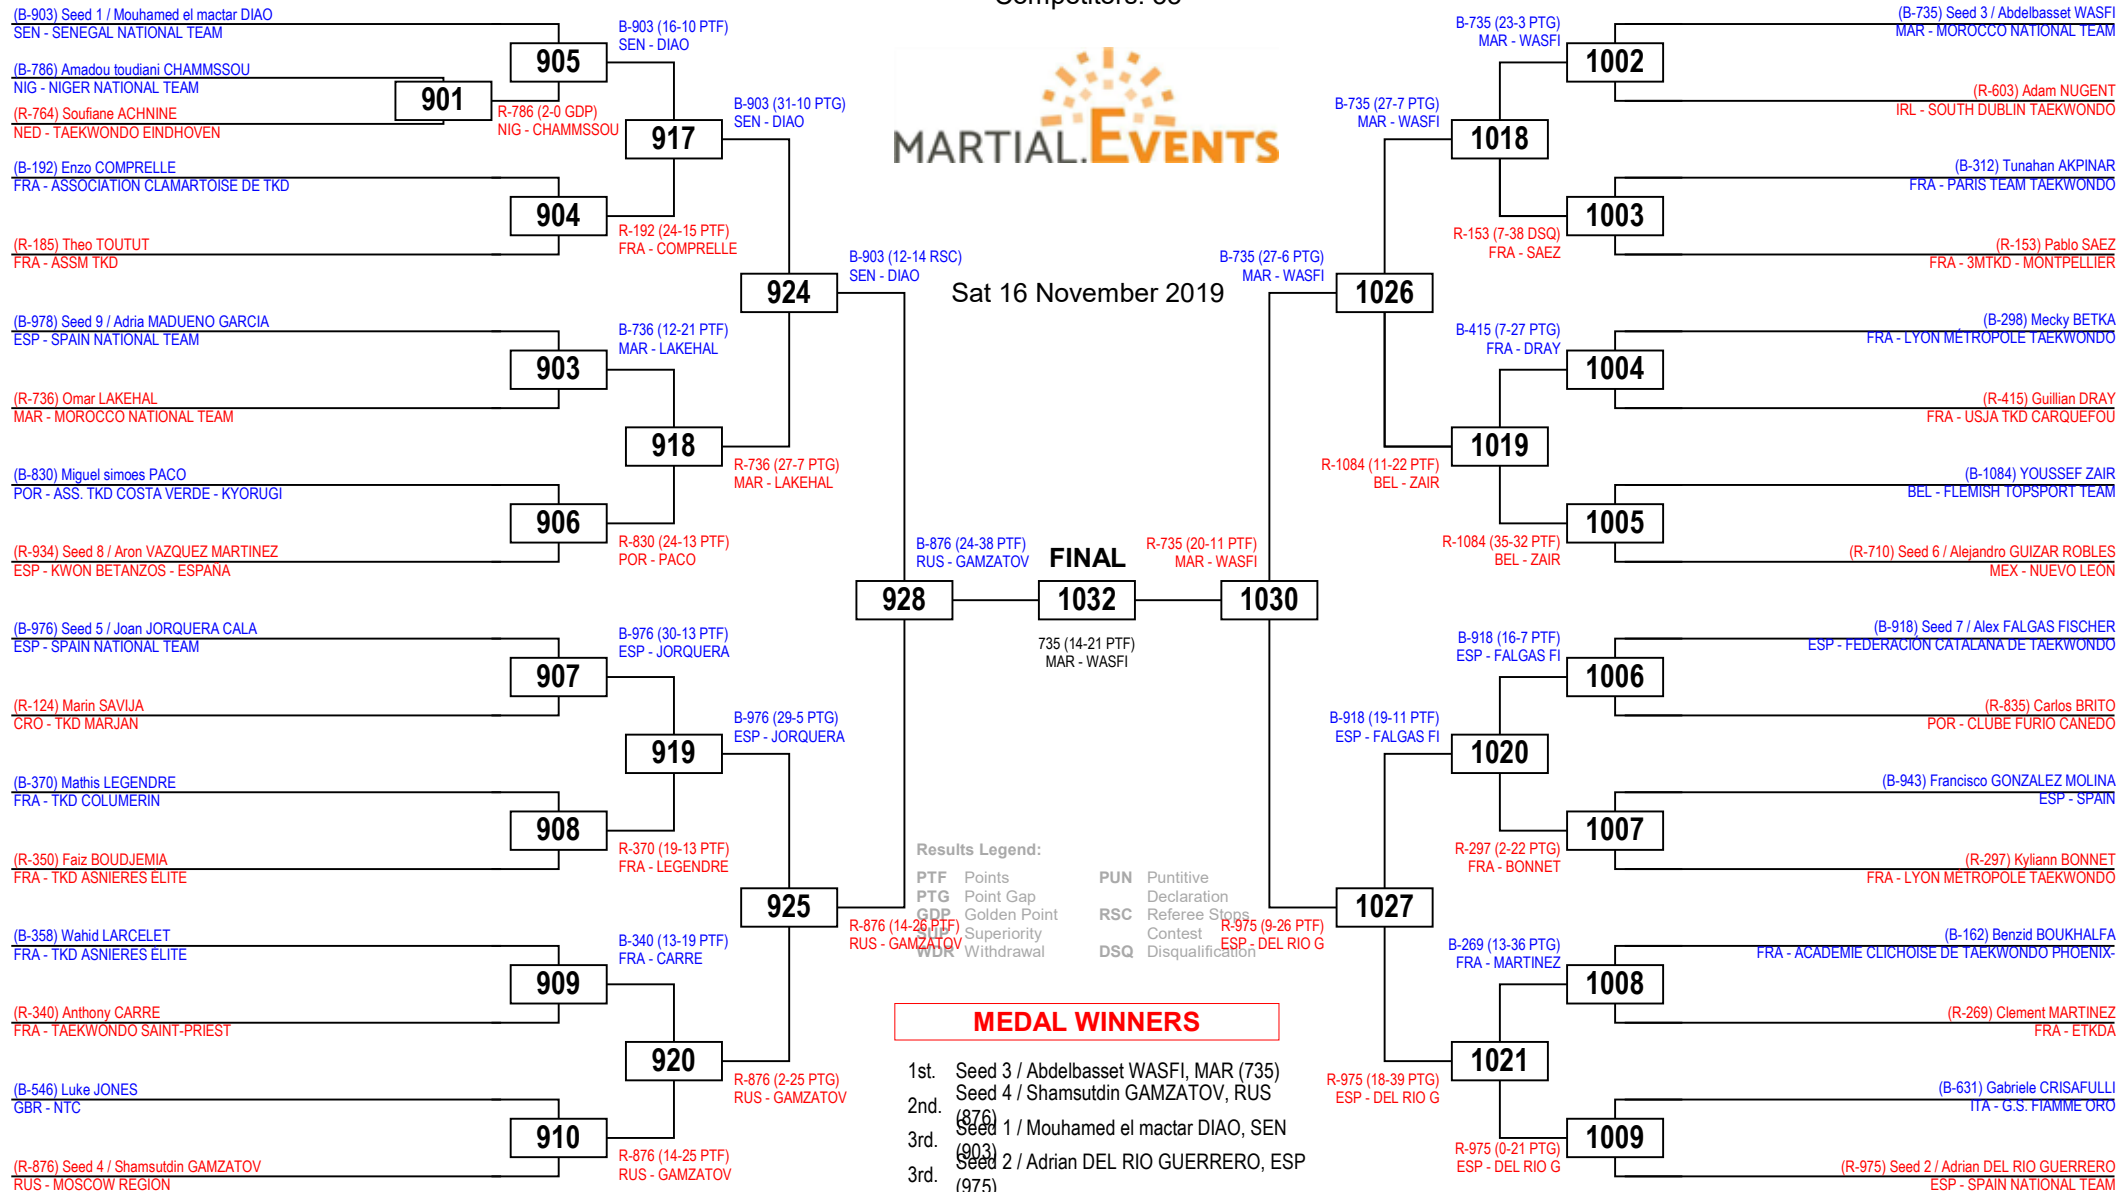 (B-903) Seed 1 / Mouhamed el mactar DIAO
SEN - SENEGAL NATIONAL TEAM
(B-786) Amadou toudiani CHAMMSSOU
NIG - NIGER NATIONAL TEAM
(R-764) Soufiane ACHNINE
NED - TAEKWONDO EINDHOVEN
(B-192) Enzo COMPRELLE
FRA - ASSOCIATION CLAMARTOISE DE TKD
(R-185) Theo TOUTUT
FRA - ASSM TKD
(B-978) Seed 9 / Adria MADUENO GARCIA
ESP - SPAIN NATIONAL TEAM
(R-736) Omar LAKEHAL
MAR - MOROCCO NATIONAL TEAM
(B-830) Miguel simoes PACO
POR - ASS. TKD COSTA VERDE - KYORUGI
(R-934) Seed 8 / Aron VAZQUEZ MARTINEZ
ESP - KWON BETANZOS - ESPAÑA
(B-976) Seed 5 / Joan JORQUERA CALA
ESP - SPAIN NATIONAL TEAM
(R-124) Marin SAVIJA
CRO - TKD MARJAN
(B-370) Mathis LEGENDRE
FRA - TKD COLUMERIN
(R-350) Faiz BOUDJEMIA
FRA - TKD ASNIERES ÉLITE
(B-358) Wahid LARCELET
FRA - TKD ASNIERES ÉLITE
(R-340) Anthony CARRE
FRA - TAEKWONDO SAINT-PRIEST
(B-546) Luke JONES
GBR - NTC
(R-876) Seed 4 / Shamsutdin GAMZATOV
RUS - MOSCOW REGION
901
R-786 (2-0 GDP)
NIG - CHAMMSSOU
905
904
903
906
907
908
909
910
B-903 (16-10 PTF)
SEN - DIAO
917
R-192 (24-15 PTF)
FRA - COMPRELLE
B-736 (12-21 PTF)
MAR - LAKEHAL
918
R-830 (24-13 PTF)
POR - PACO
B-976 (30-13 PTF)
ESP - JORQUERA
919
R-370 (19-13 PTF)
FRA - LEGENDRE
B-340 (13-19 PTF)
FRA - CARRE
920
R-876 (14-25 PTF)
RUS - GAMZATOV
B-903 (31-10 PTG)
SEN - DIAO
924
R-736 (27-7 PTG)
MAR - LAKEHAL
B-976 (29-5 PTG)
ESP - JORQUERA
925
R-876 (2-25 PTG)
RUS - GAMZATOV
B-903 (12-14 RSC)
SEN - DIAO
928
R-876 (14-26 PTF)
RUS - GAMZATOV
MARTIAL.EVENTS
Sat 16 November 2019
B-876 (24-38 PTF)
RUS - GAMZATOV
FINAL
1032
735 (14-21 PTF)
MAR - WASFI
R-735 (20-11 PTF)
MAR - WASFI
Results Legend:
PTF Points
PTG Point Gap
GDP Golden Point
SUP Superiority
WDR Withdrawal
PUN Puntitive
Declaration
RSC Referee Stops
Contest
DSQ Disqualification
MEDAL WINNERS
1st. Seed 3 / Abdelbasset WASFI, MAR (735)
2nd. Seed 4 / Shamsutdin GAMZATOV, RUS
(876)
3rd. Seed 1 / Mouhamed el mactar DIAO, SEN
(903)
3rd. Seed 2 / Adrian DEL RIO GUERRERO, ESP
(975)
B-735 (27-6 PTG)
MAR - WASFI
1030
R-975 (9-26 PTF)
ESP - DEL RIO G
B-735 (27-7 PTG)
MAR - WASFI
1026
R-1084 (11-22 PTF)
BEL - ZAIR
B-918 (19-11 PTF)
ESP - FALGAS FI
1027
R-975 (18-39 PTG)
ESP - DEL RIO G
B-735 (23-3 PTG)
MAR - WASFI
1018
R-153 (7-38 DSQ)
FRA - SAEZ
B-415 (7-27 PTG)
FRA - DRAY
1019
R-1084 (35-32 PTF)
BEL - ZAIR
B-918 (16-7 PTF)
ESP - FALGAS FI
1020
R-297 (2-22 PTG)
FRA - BONNET
B-269 (13-36 PTG)
FRA - MARTINEZ
1021
R-975 (0-21 PTG)
ESP - DEL RIO G
1002
1003
1004
1005
1006
1007
1008
1009
(B-735) Seed 3 / Abdelbasset WASFI
MAR - MOROCCO NATIONAL TEAM
(R-603) Adam NUGENT
IRL - SOUTH DUBLIN TAEKWONDO
(B-312) Tunahan AKPINAR
FRA - PARIS TEAM TAEKWONDO
(R-153) Pablo SAEZ
FRA - 3MTKD - MONTPELLIER
(B-298) Mecky BETKA
FRA - LYON MÉTROPOLE TAEKWONDO
(R-415) Guillian DRAY
FRA - USJA TKD CARQUEFOU
(B-1084) YOUSSEF ZAIR
BEL - FLEMISH TOPSPORT TEAM
(R-710) Seed 6 / Alejandro GUIZAR ROBLES
MEX - NUEVO LEÓN
(B-918) Seed 7 / Alex FALGAS FISCHER
ESP - FEDERACIÓN CATALANA DE TAEKWONDO
(R-835) Carlos BRITO
POR - CLUBE FURIO CANEDO
(B-943) Francisco GONZALEZ MOLINA
ESP - SPAIN
(R-297) Kyliann BONNET
FRA - LYON MÉTROPOLE TAEKWONDO
(B-162) Benzid BOUKHALFA
FRA - ACADEMIE CLICHOISE DE TAEKWONDO PHOENIX-
(R-269) Clement MARTINEZ
FRA - ETKDA
(B-631) Gabriele CRISAFULLI
ITA - G.S. FIAMME ORO
(R-975) Seed 2 / Adrian DEL RIO GUERRERO
ESP - SPAIN NATIONAL TEAM